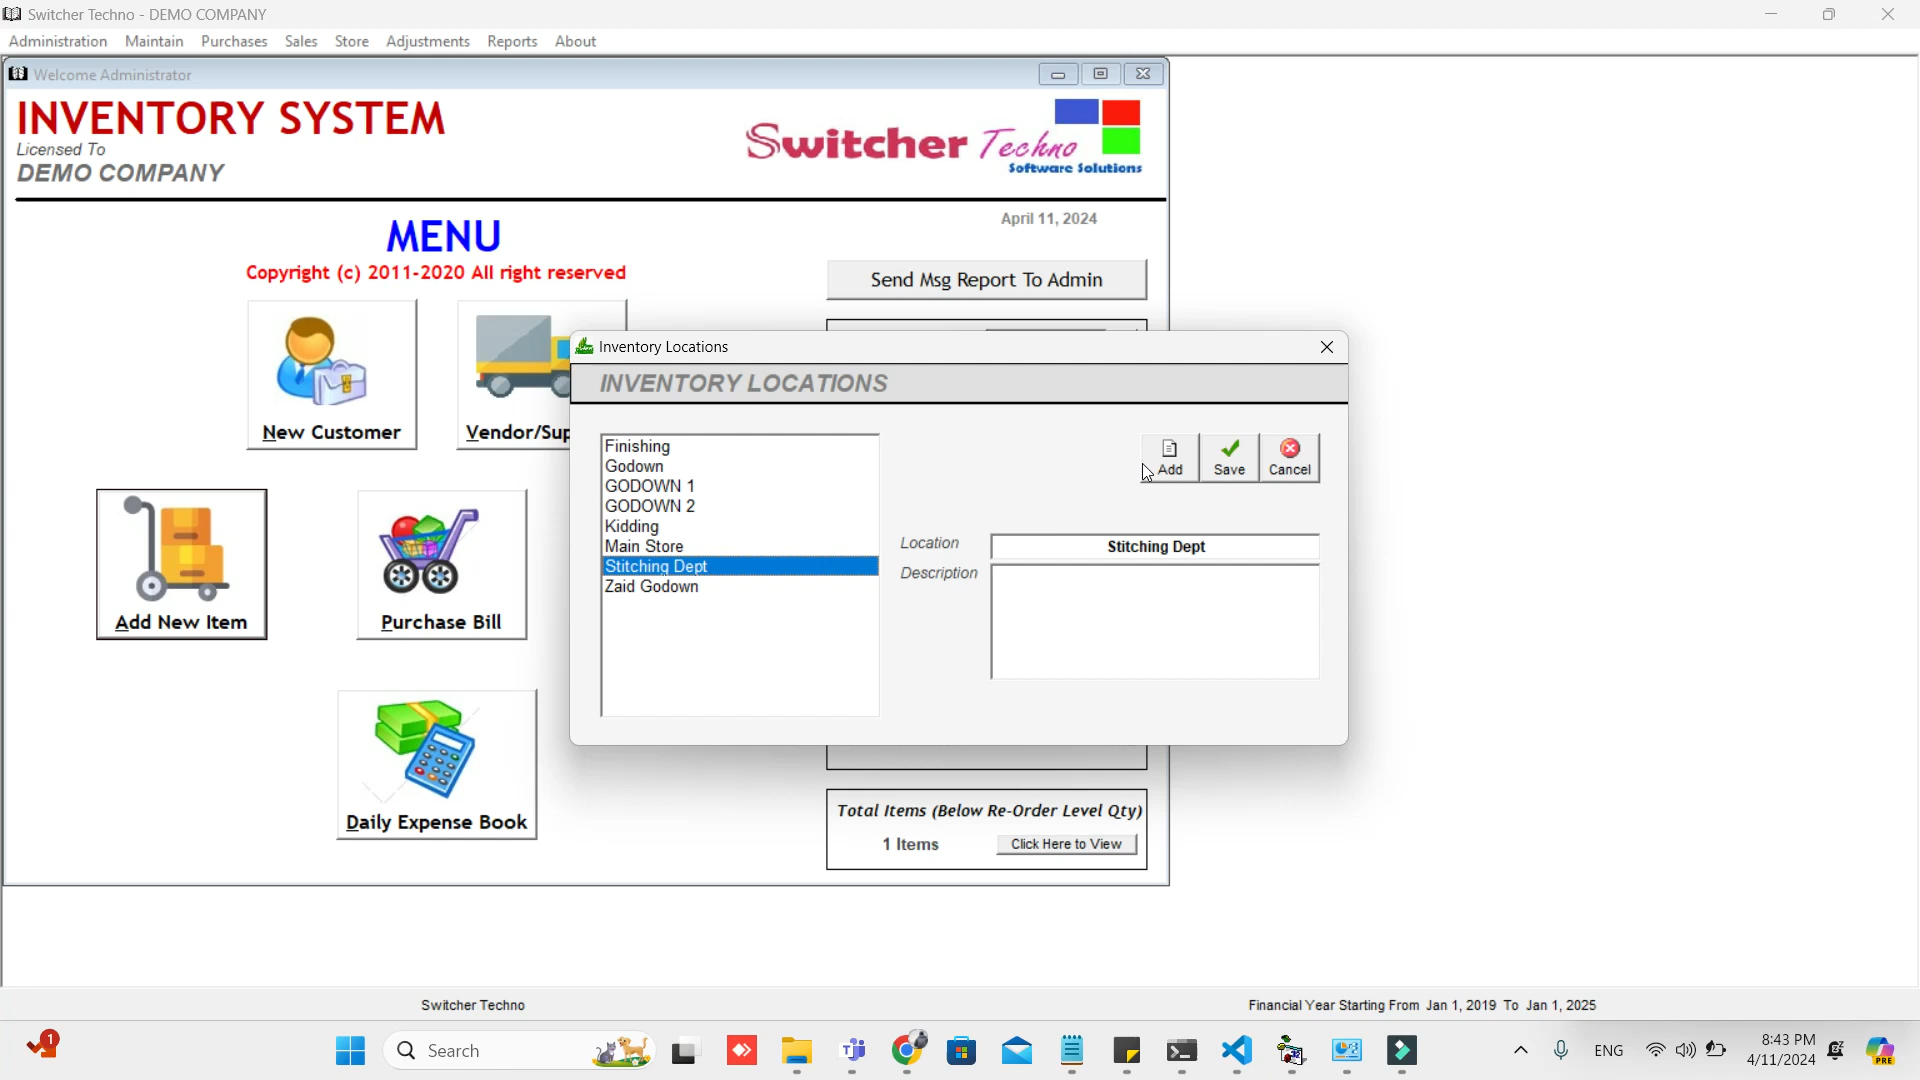 Switcher Techno - DEMO COMPANY
Administration Maintain Purchases Sales Store Adjustments Reports About
Welcome Administrator
INVENTORY SYSTEM
Licensed To
DEMO COMPANY
Switcher Techno
Software Solutions
April 11, 2024
MENU
Copyright (c) 2011-2020 All right reserved
Send Msg Report To Admin
New Customer
Vendor/Sup
Add New Item
Purchase Bill
Daily Expense Book
Inventory Locations
INVENTORY LOCATIONS
Finishing
Godown
GODOWN 1
GODOWN 2
Kidding
Main Store
Stitching Dept
Zaid Godown
Add Save Cancel
Location Stitching Dept
Description
Total Items (Below Re-Order Level Qty)
1 Items Click Here to View
Switcher Techno Financial Year Starting From Jan 1, 2019 To Jan 1, 2025
1
Search
ENG
8:43 PM
4/11/2024
PRE